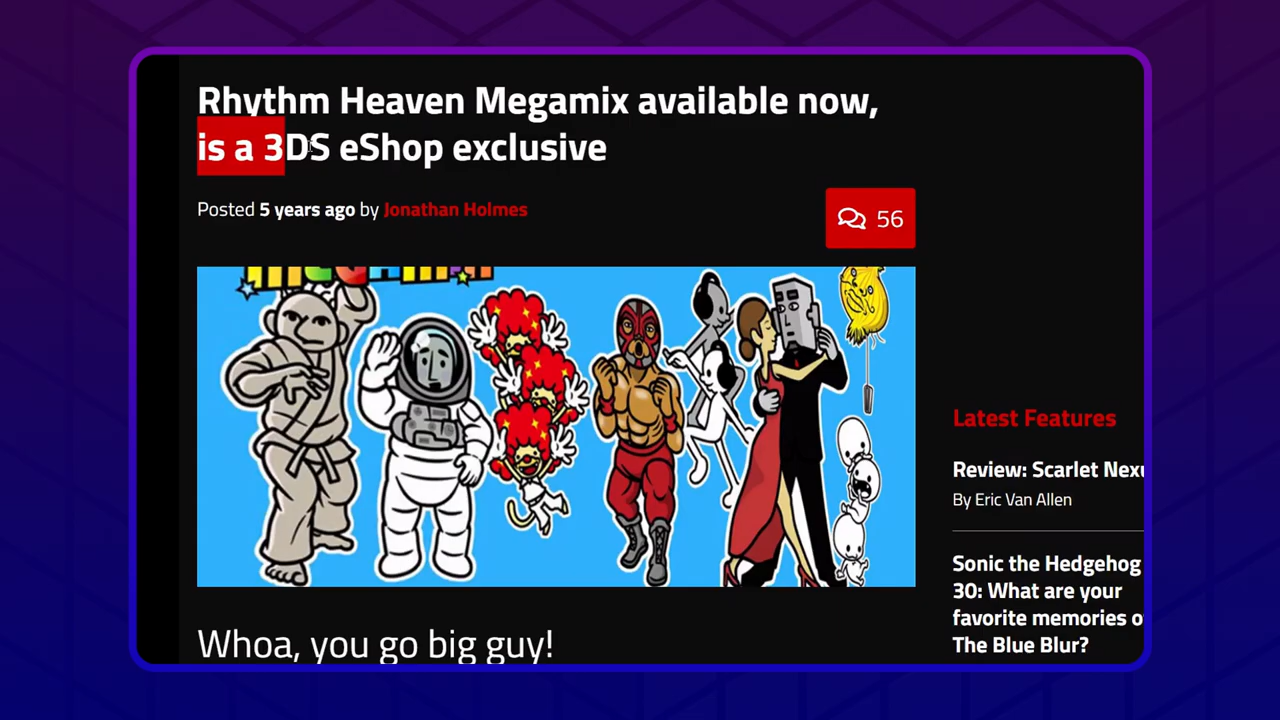 Rhythm Heaven Megamix available now,
is a 3DS eShop exclusive
Posted 5 years ago by Jonathan Holmes
56
Latest Features
Review: Scarlet
By Eric Van Allen
Sonic the Hedgehog
30: What are your
favorite memories
The Blue Blur?
Whoa, you go big guy!